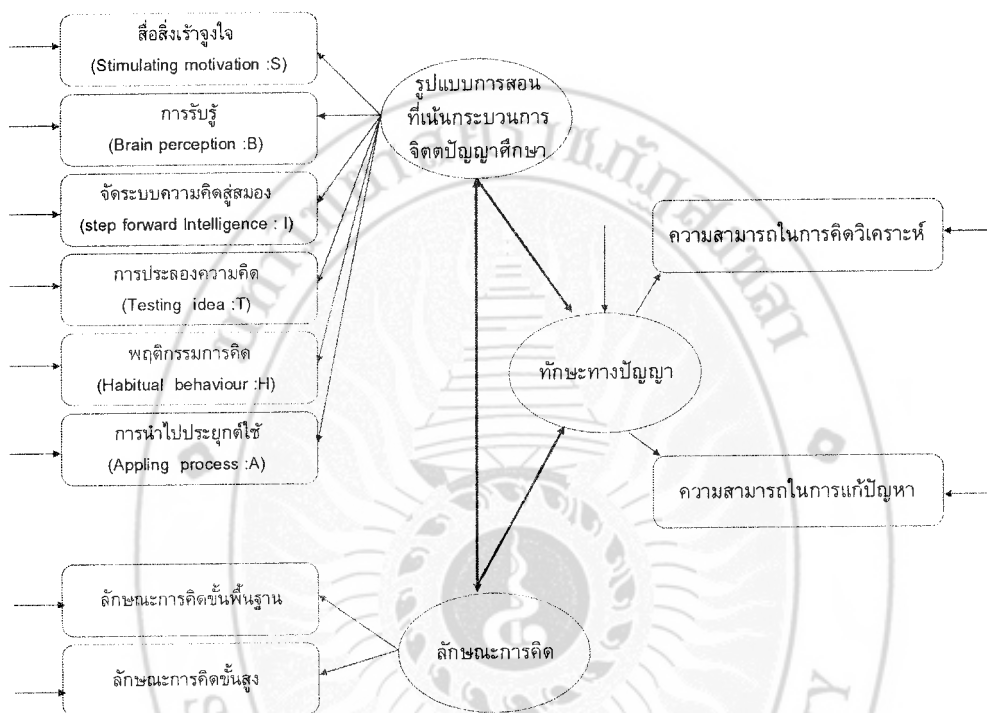 สื่อสิ่งเร้าจูงใจ
(Stimulating motivation :S)
การรับรู้
(Brain perception :B)
จัดระบบความคิดสู่สมอง
(step forward Intelligence : I)
การประลองความคิด
(Testing idea :T)
พฤติกรรมการคิด
(Habitual behaviour :H)
การนำไปประยุกต์ใช้
(Appling process :A)
รูปแบบการสอน
ที่เน้นกระบวนการ
จิตตปัญญาศึกษา
ความสามารถในการคิดวิเคราะห์
ทักษะทางปัญญา
ความสามารถในการแก้ปัญหา
ลักษณะการคิดขั้นพื้นฐาน
ลักษณะการคิดขั้นสูง
ลักษณะการคิด